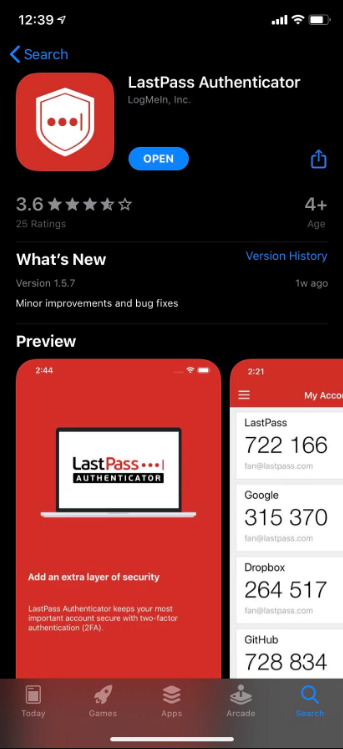 12:39
Search
LastPass Authenticator
LogMeIn, Inc.
OPEN
3.6
4+
25 Ratings
Age
What's New
Version History
Version 1.5.7
1w ago
Minor improvements and bug fixes
Preview
2:44
LastPass
AUTHENTICATOR
Add an extra layer of security
LastPass Authenticator keeps your most
important account secure with two-factor
authentication (2FA).
2:21
My Accou
LastPass
722 166
fan@lastpass.com
Google
315 370
fan@lastpass.com
Dropbox
264 517
fan@lastpass.com
GitHub
728 834
Today
Games
Apps
Arcade
Search